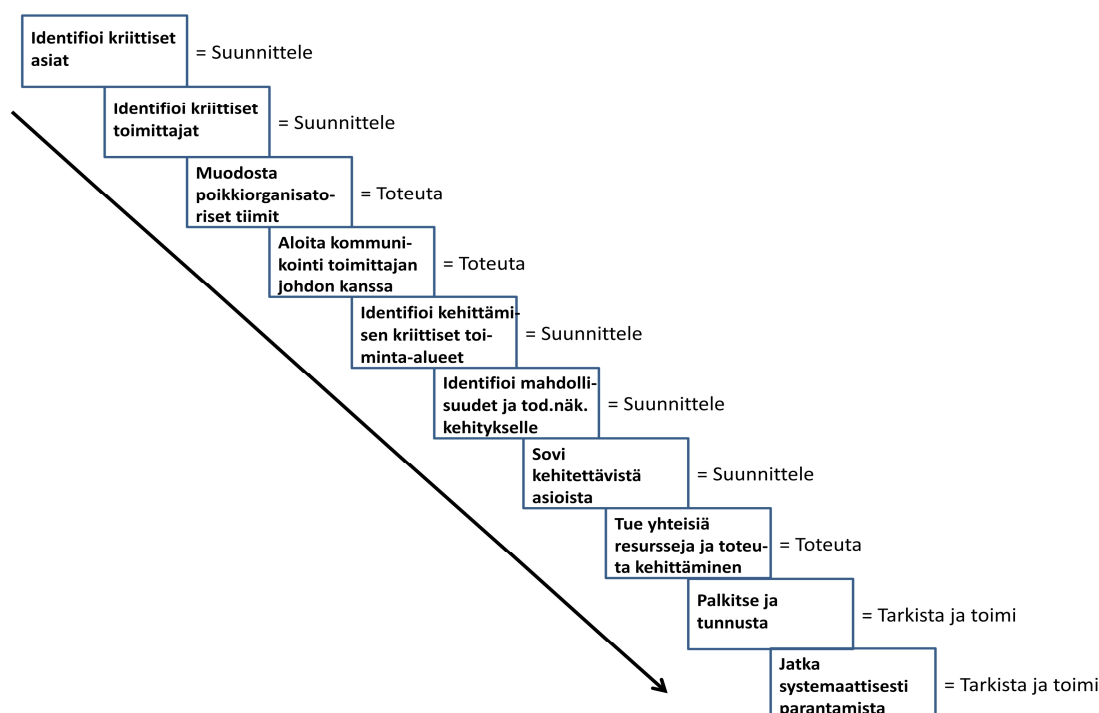 Identifioi kriittiset
asiat
= Suunnittele
Identifioi kriittiset
toimittajat
= Suunnittele
Muodosta
poikkiorganisato-
riset tiimit
= Toteuta
Aloita kommuni-
kointi toimittajan
johdon kanssa
= Toteuta
Identifioi kehittämi-
sen kriittiset toi-
minta-alueet
= Suunnittele
Identifioi mahdolli-
suudet ja tod.näk.
kehitykselle
= Suunnittele
Sovi
kehitettävistä
asioista
= Suunnittele
Tue yhteisiä
resursseja ja toteu-
ta kehittäminen
= Toteuta
Palkitse ja
tunnusta
= Tarkista ja toimi
Jatka
systemaattisesti
parantamista
= Tarkista ja toimi